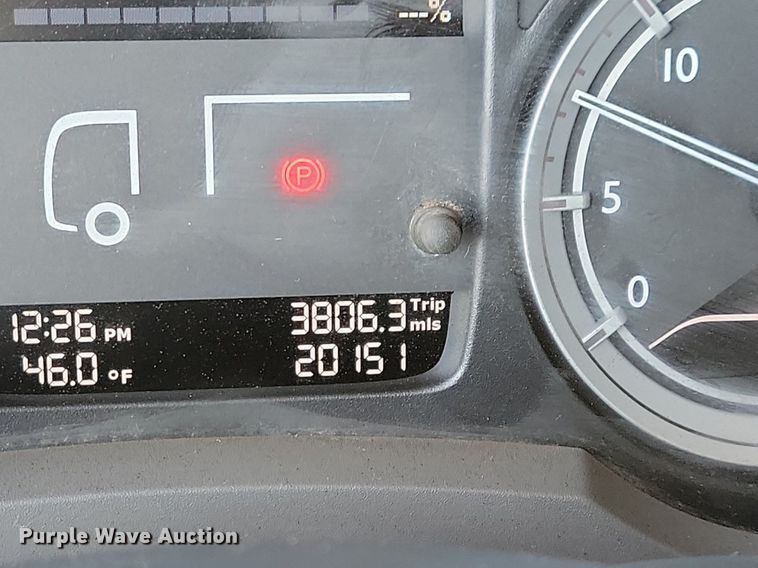 ---%
10
P
5
0
12:26 PM
3806.3 Trip mls
46.0 °F
20151
Purple Wave Auction